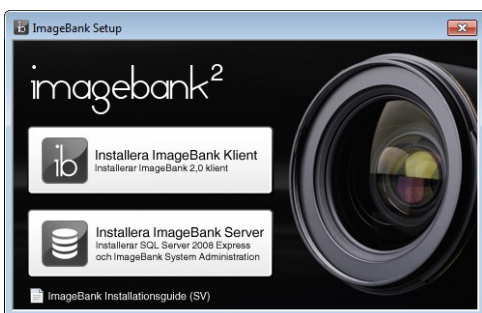 ImageBank Setup
imagebank²
Installera ImageBank Klient
Installerar ImageBank 2,0 klient
Installera ImageBank Server
Installerar SQL Server 2008 Express
och ImageBank System Administration
ImageBank Installationsguide (SV)
ib